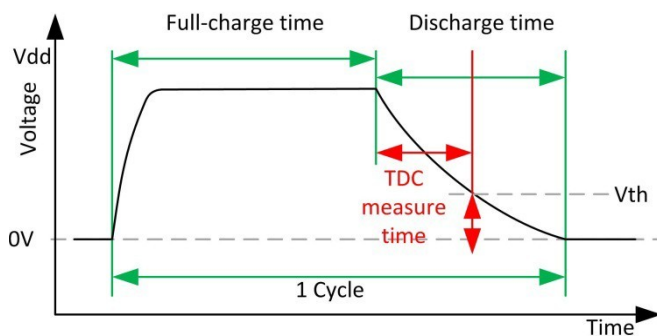 Full-charge time
Discharge time
Vdd
Voltage
TDC
measure
time
Vth
0V
1 Cycle
Time